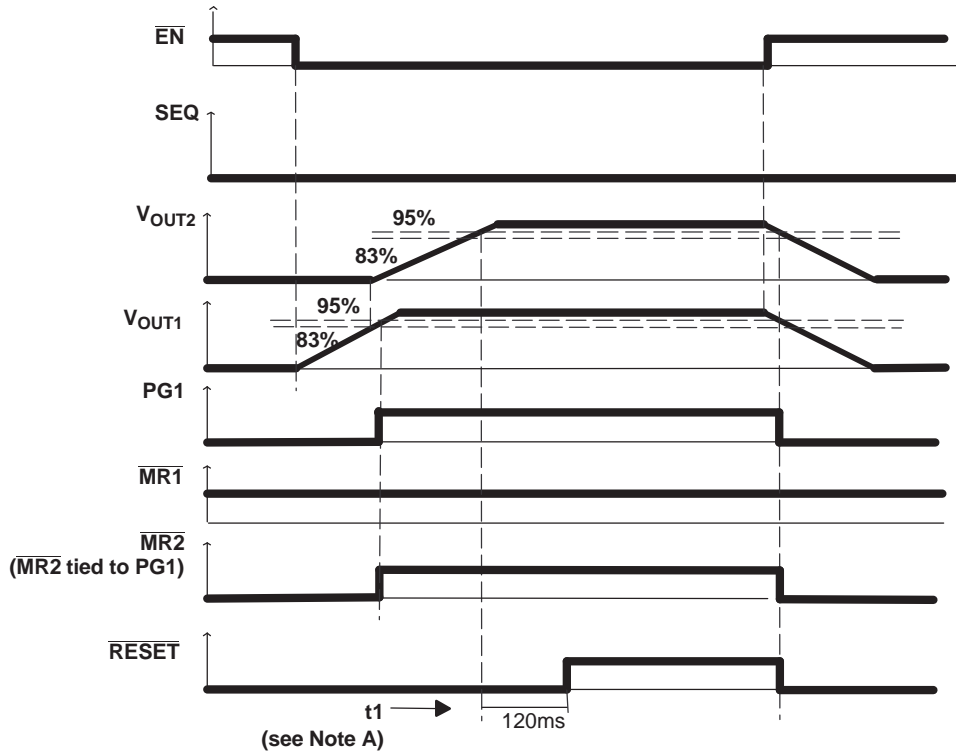 EN
SEQ
VOUT2
95%
83%
VOUT1
95%
83%
PG1
MR1
MR2
(MR2 tied to PG1)
RESET
t1
120ms
(see Note A)